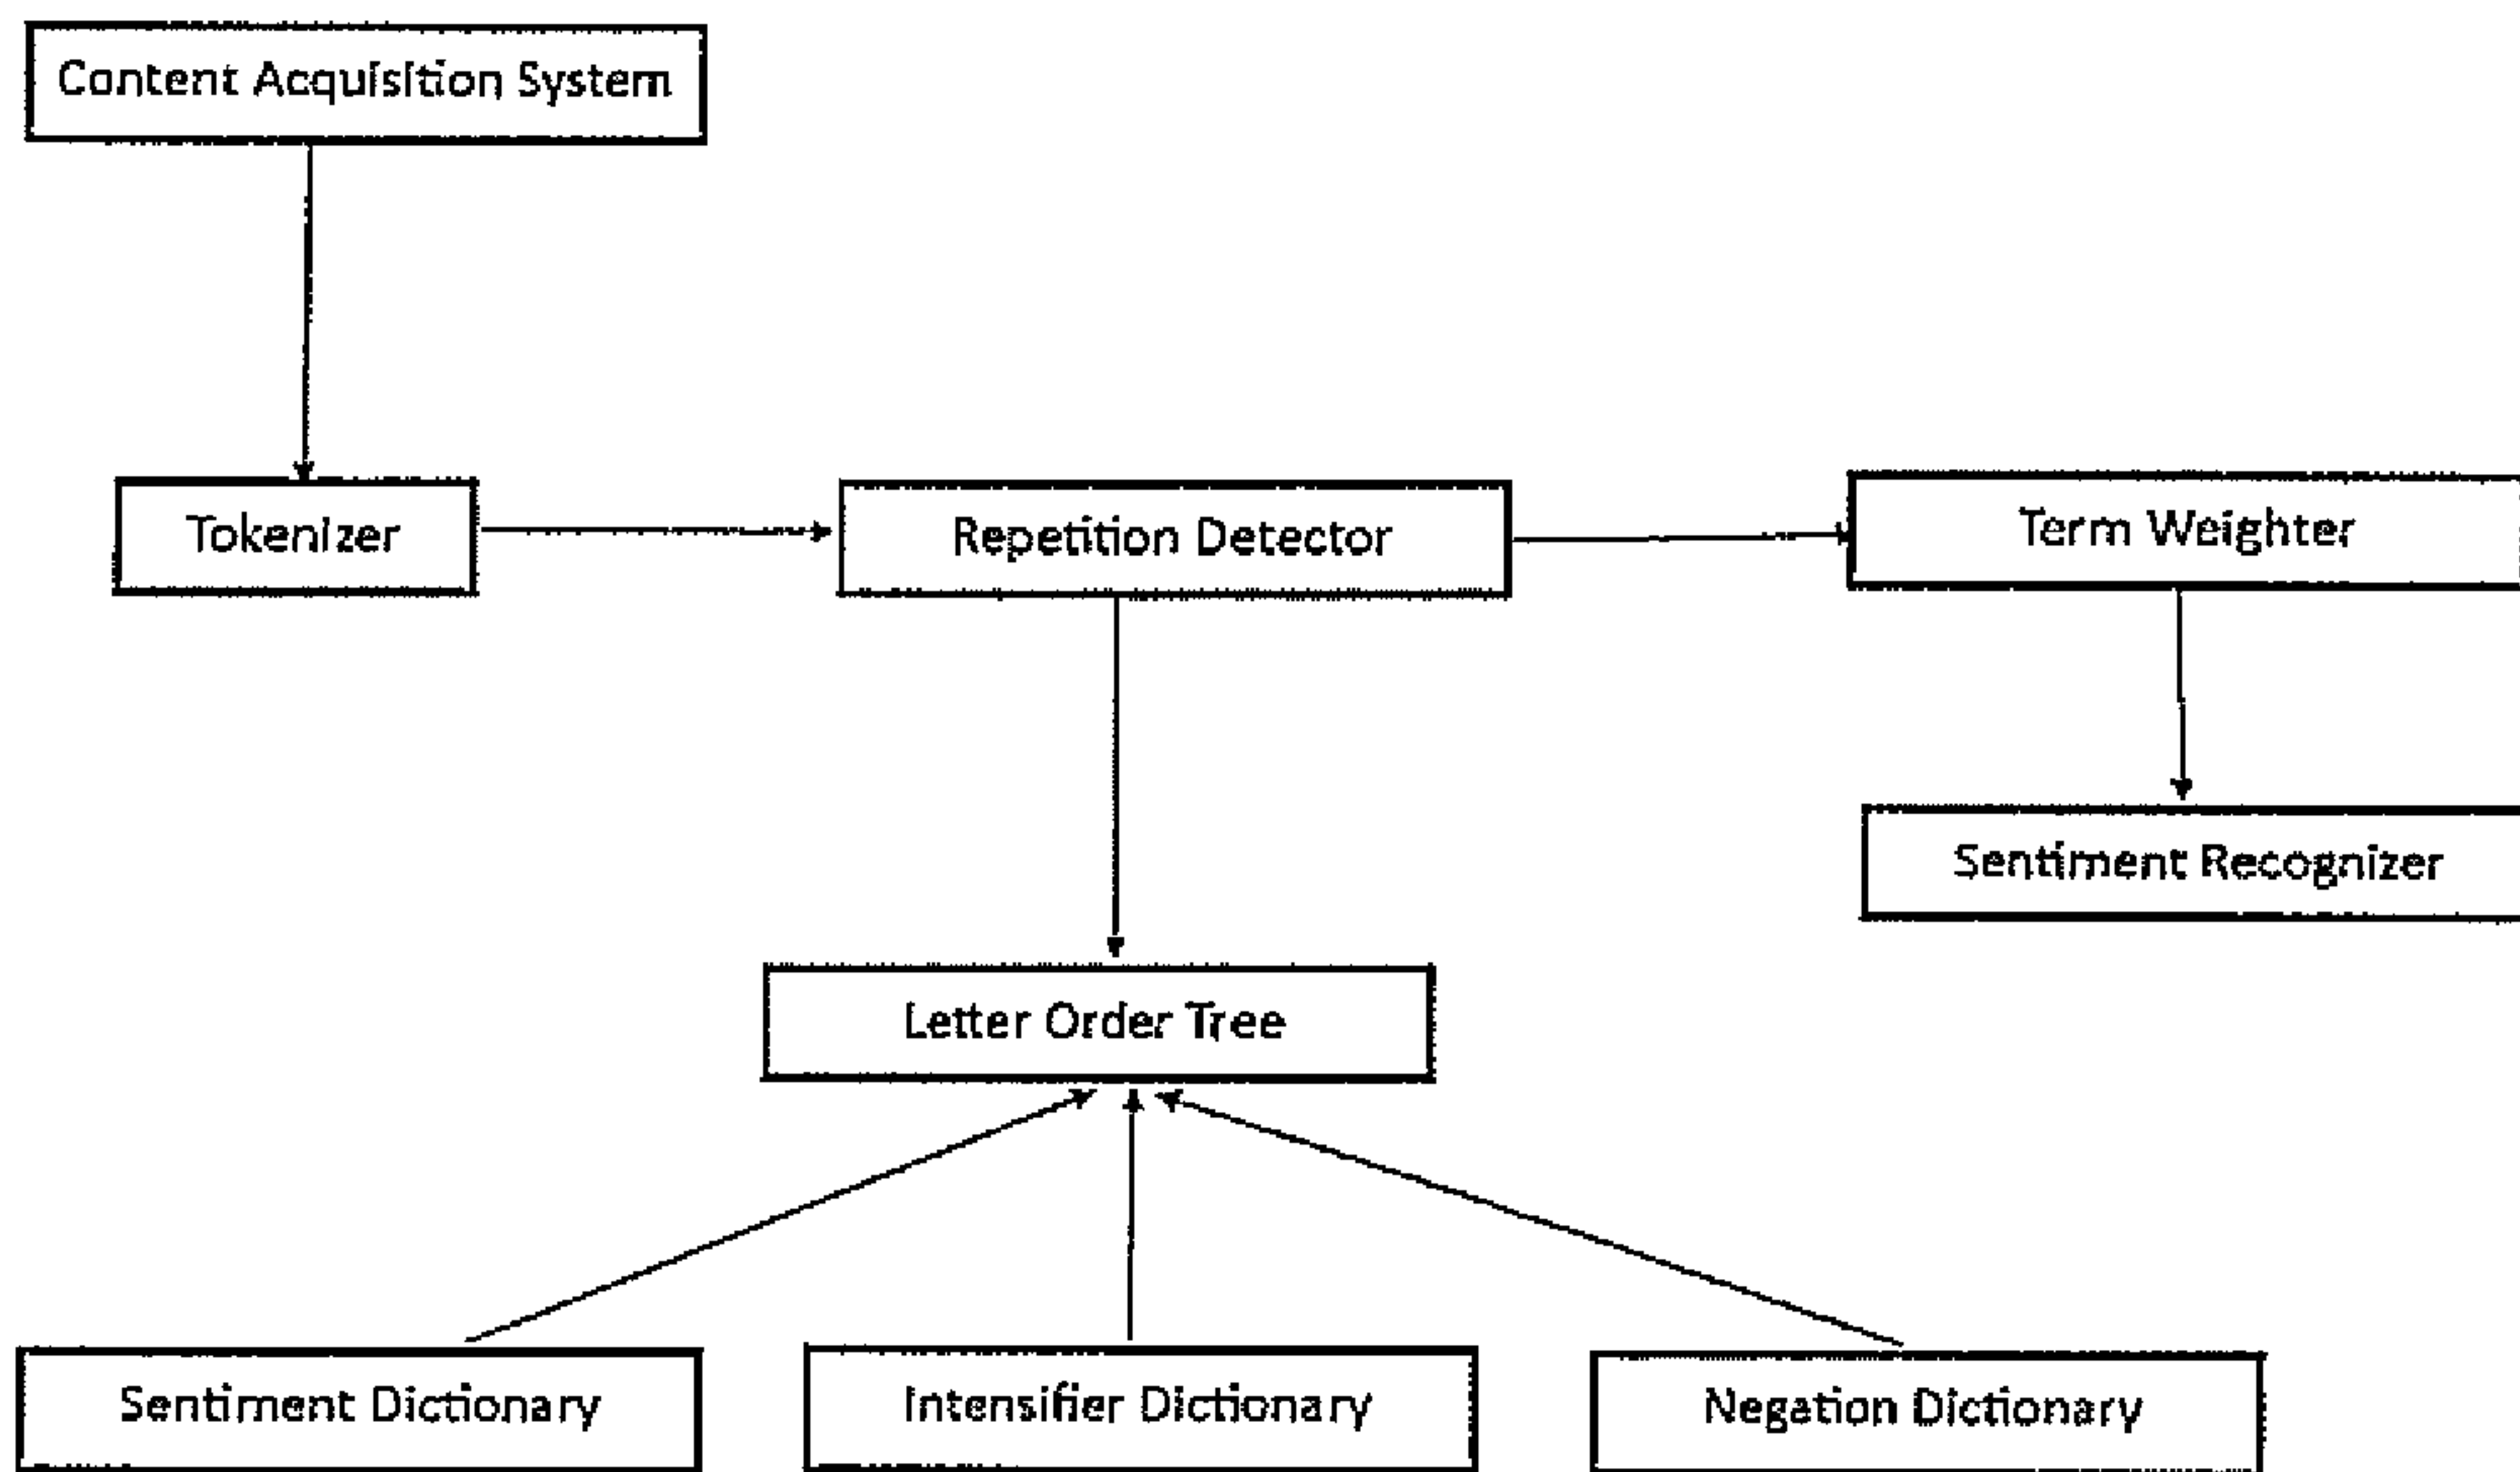 Content Acquisition System
Tokenizer
Repetition Detector
Term Weighter
Sentiment Recognizer
Letter Order Tree
Sentiment Dictionary
Intensifier Dictionary
Negation Dictionary